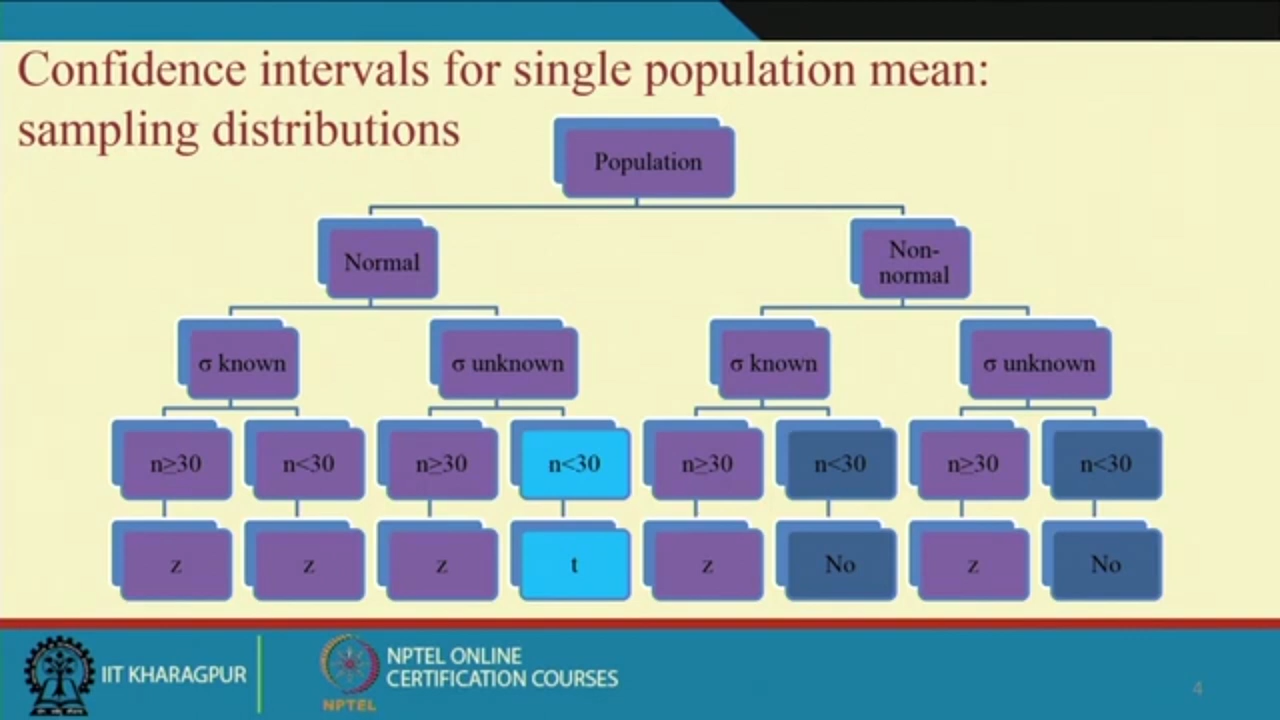 Confidence intervals for single population mean:
sampling distributions
Population
Normal
Non-
normal
σ known
σ unknown
σ known
σ unknown
n≥30
n<30
n≥30
n<30
n≥30
n<30
n≥30
n<30
z
z
z
t
z
No
z
No
IIT KHARAGPUR
NPTEL
NPTEL ONLINE
CERTIFICATION COURSES
4